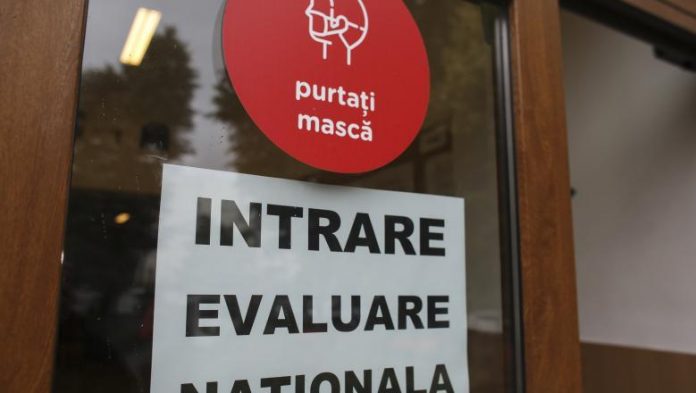 purtați
mască
INTRARE
EVALUARE
NATIONALA